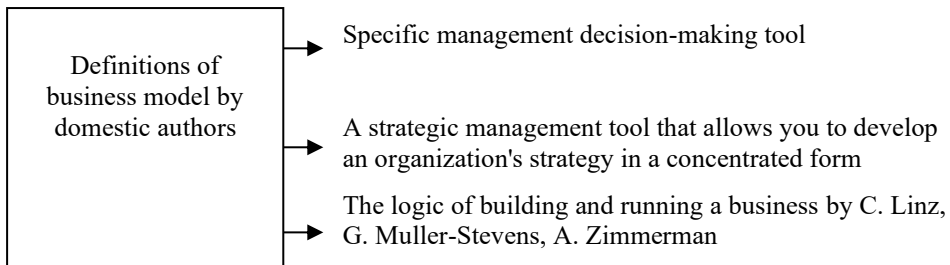 Definitions of
business model by
domestic authors
Specific management decision-making tool
A strategic management tool that allows you to develop
an organization's strategy in a concentrated form
The logic of building and running a business by C. Linz,
G. Muller-Stevens, A. Zimmerman